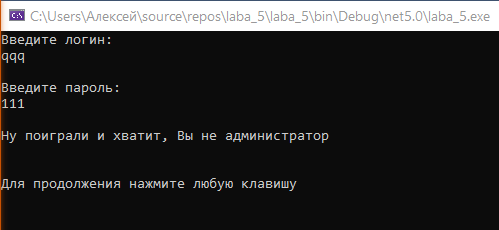 C:\Users\Алексей\source\repos\laba_5\laba_5\bin\Debug\net5.0\laba_5.exe
Введите логин:
qqq
Введите пароль:
111
Ну поиграли и хватит, Вы не администратор
Для продолжения нажмите любую клавишу